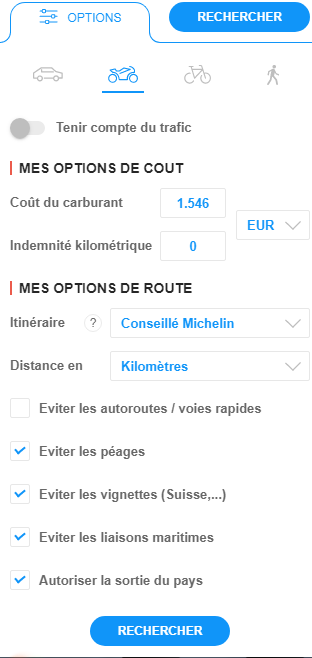 OPTIONS
RECHERCHER
Tenir compte du trafic
MES OPTIONS DE COUT
Coût du carburant
1.546
EUR
Indemnité kilométrique
0
MES OPTIONS DE ROUTE
Itinéraire
?
Conseillé Michelin
Distance en
Kilomètres
Eviter les autoroutes / voies rapides
Eviter les péages
Eviter les vignettes (Suisse,...)
Eviter les liaisons maritimes
Autoriser la sortie du pays
RECHERCHER